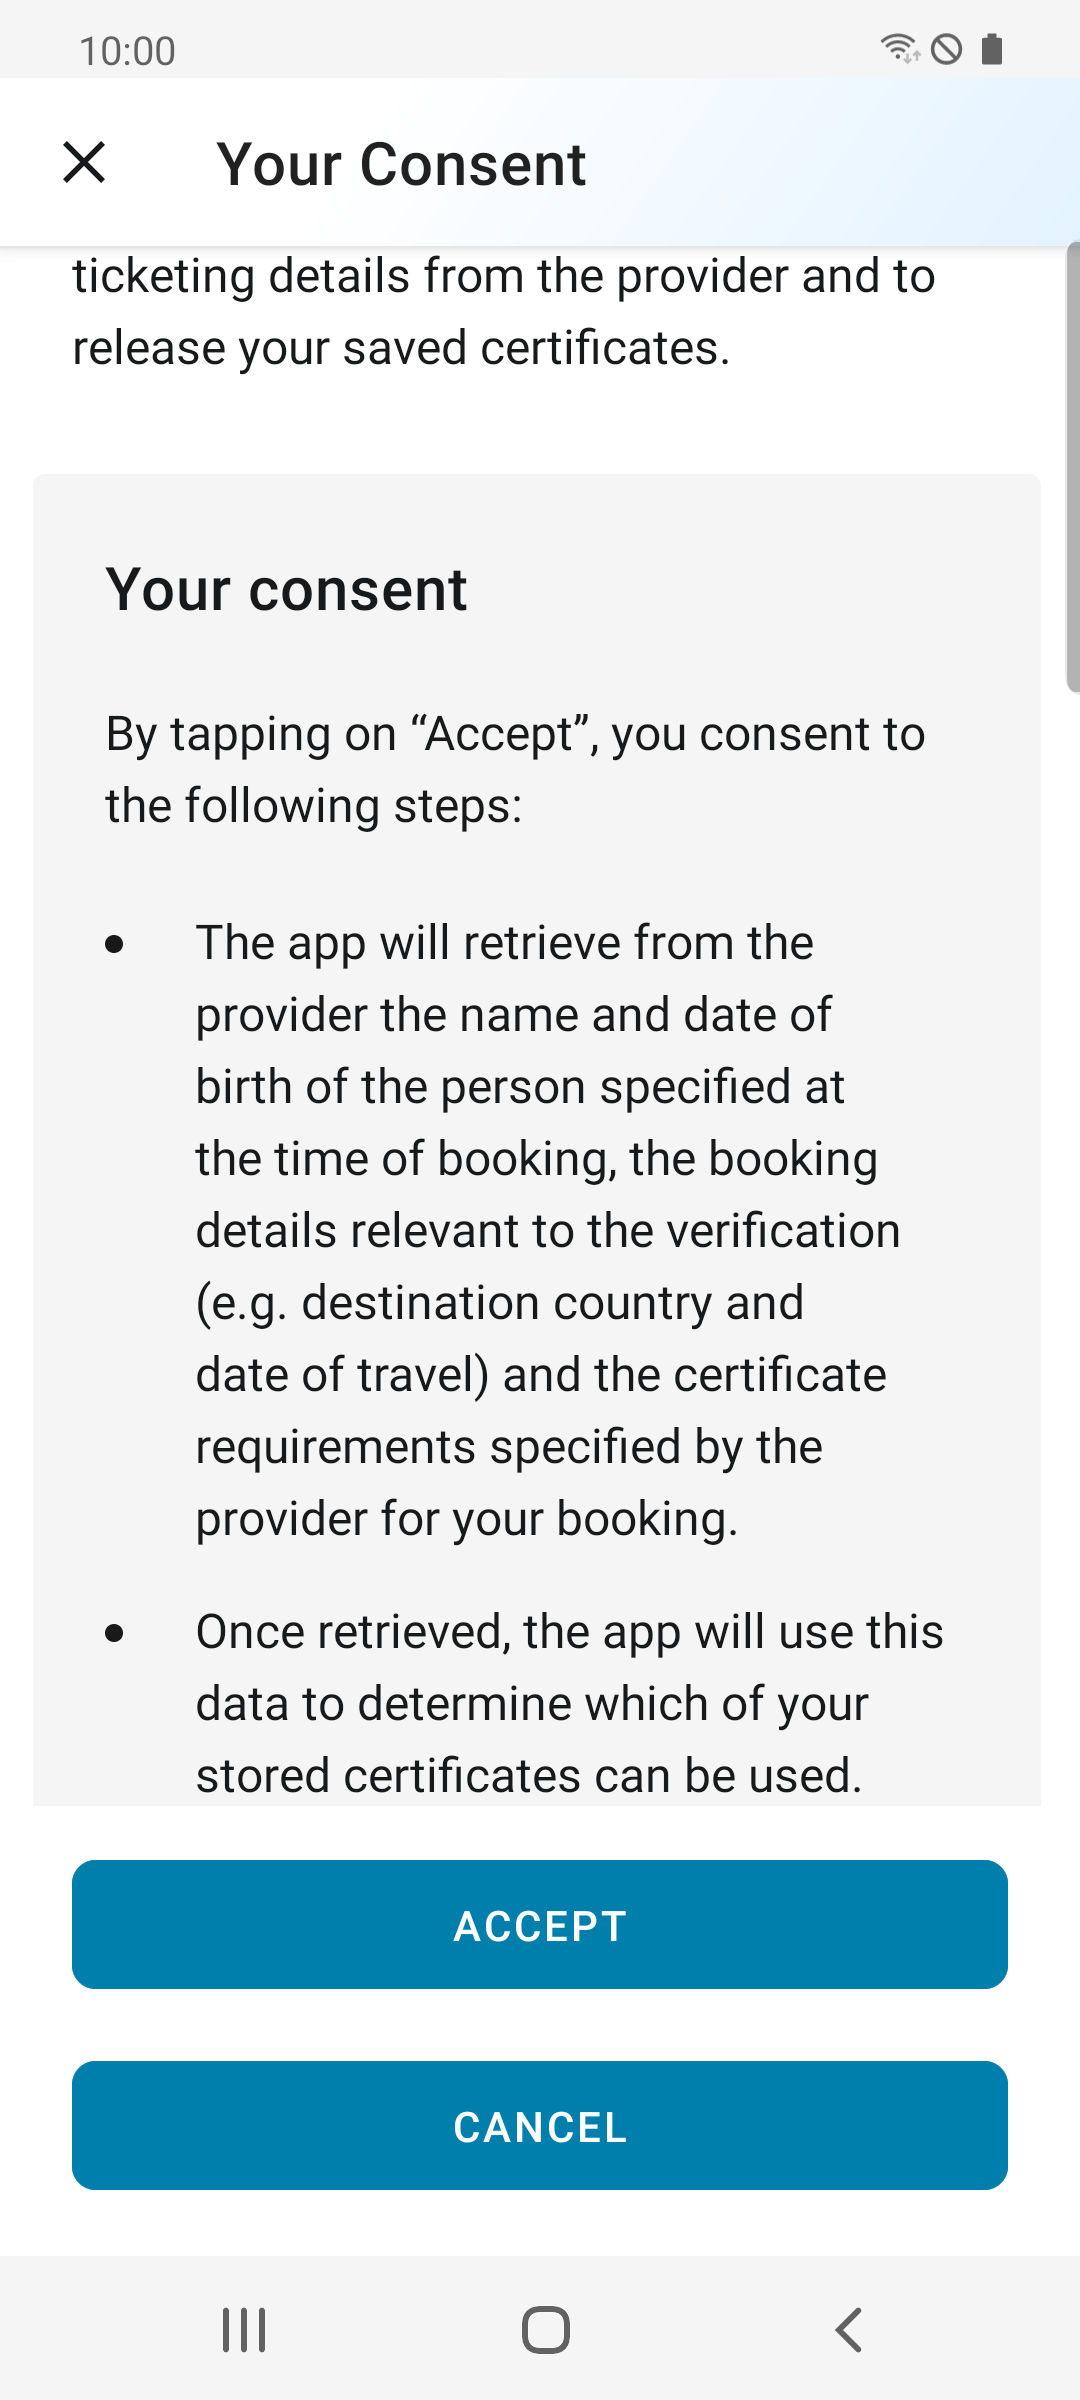 10:00
Your Consent
ticketing details from the provider and to
release your saved certificates.
Your consent
By tapping on “Accept”, you consent to
the following steps:
• The app will retrieve from the
provider the name and date of
birth of the person specified at
the time of booking, the booking
details relevant to the verification
(e.g. destination country and
date of travel) and the certificate
requirements specified by the
provider for your booking.
• Once retrieved, the app will use this
data to determine which of your
stored certificates can be used.
ACCEPT
CANCEL